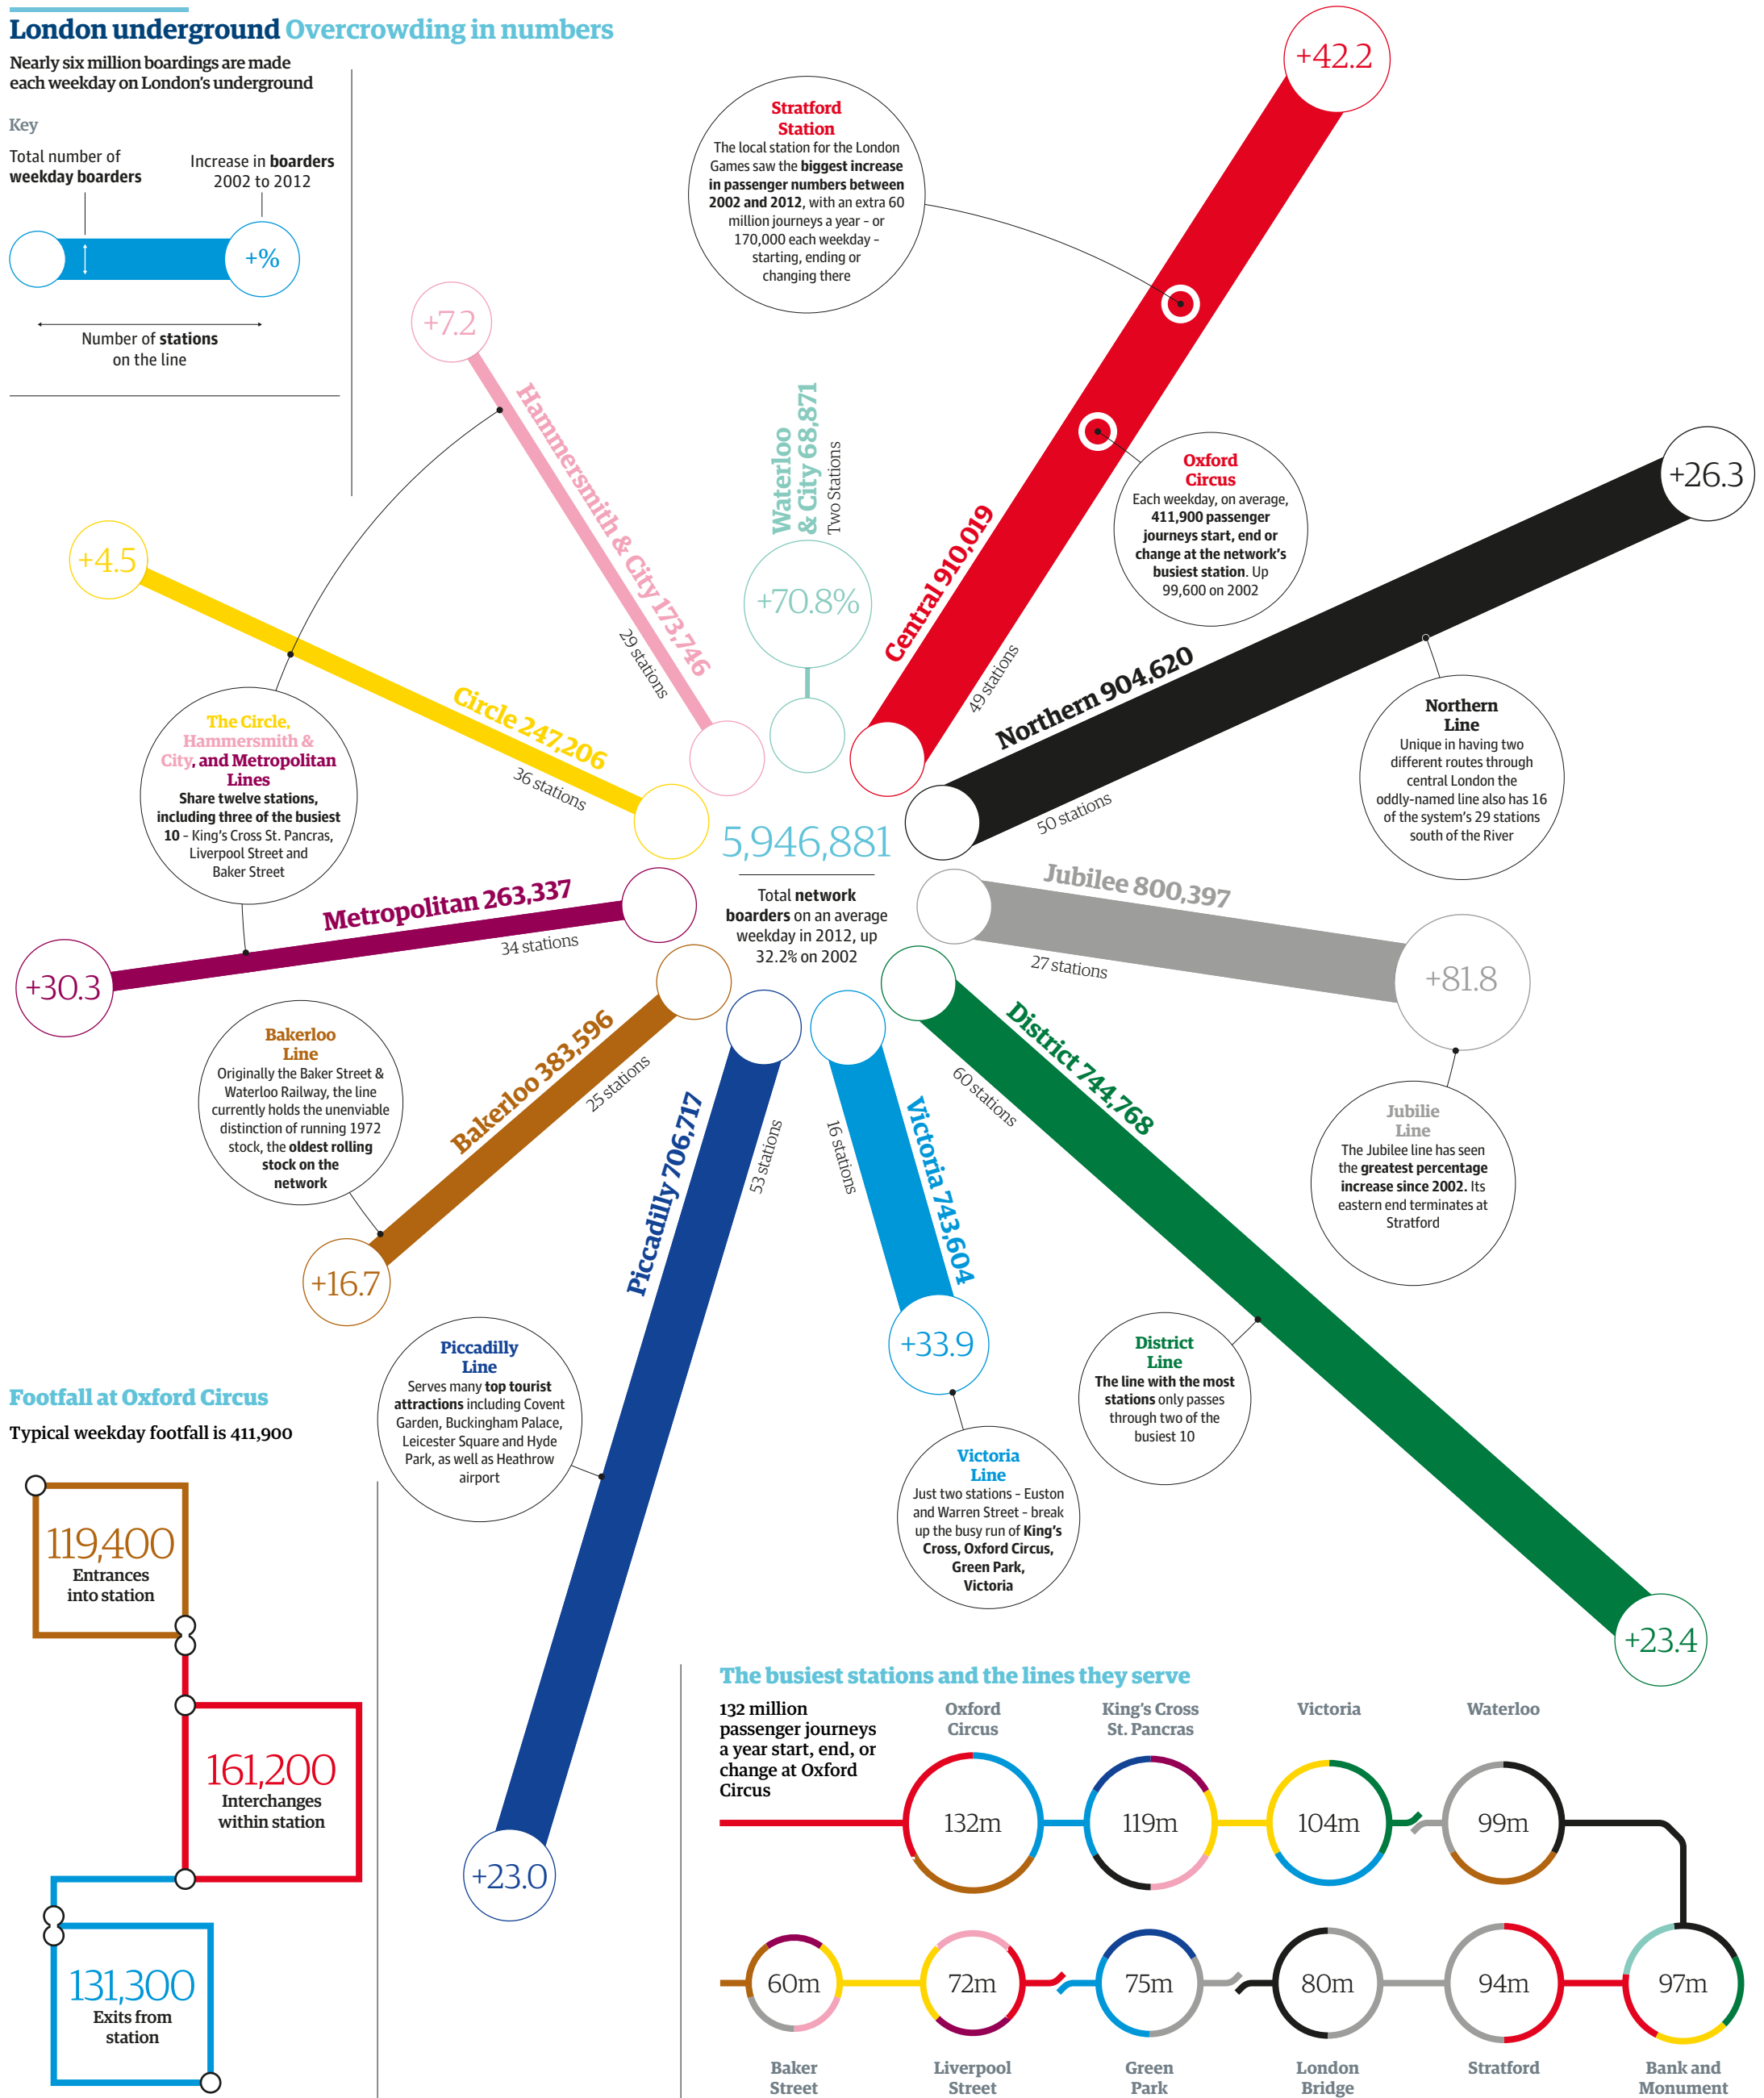 London underground Overcrowding in numbers
Nearly six million boardings are made
each weekday on London's underground
Key
Total number of
weekday boarders
Increase in boarders
2002 to 2012
+%
Number of stations
on the line
+42.2
Stratford
Station
The local station for the London
Games saw the biggest increase
in passenger numbers between
2002 and 2012, with an extra 60
million journeys a year - or
170,000 each weekday -
starting, ending or
changing there
+7.2
Hammersmith & City 173,746
29 stations
Waterloo
& City 68,871
Two Stations
+70.8%
Central 910,019
49 stations
Oxford
Circus
Each weekday, on average,
411,900 passenger
journeys start, end or
change at the network's
busiest station. Up
99,600 on 2002
+26.3
Northern 904,620
50 stations
Northern
Line
Unique in having two
different routes through
central London the
oddly-named line also has 16
of the system's 29 stations
south of the River
+4.5
Circle 247,206
36 stations
The Circle,
Hammersmith &
City, and Metropolitan
Lines
Share twelve stations,
including three of the busiest
10 - King's Cross St. Pancras,
Liverpool Street and
Baker Street
5,946,881
Total network
boarders on an average
weekday in 2012, up
32.2% on 2002
Jubilee 800,397
27 stations
+81.8
Metropolitan 263,337
34 stations
+30.3
Bakerloo
Line
Originally the Baker Street &
Waterloo Railway, the line
currently holds the unenviable
distinction of running 1972
stock, the oldest rolling
stock on the
network
Bakerloo 383,596
25 stations
+16.7
Piccadilly 706,717
53 stations
Victoria 743,604
16 stations
District 744,768
60 stations
Jubilie
Line
The Jubilee line has seen
the greatest percentage
increase since 2002. Its
eastern end terminates at
Stratford
+33.9
Piccadilly
Line
Serves many top tourist
attractions including Covent
Garden, Buckingham Palace,
Leicester Square and Hyde
Park, as well as Heathrow
airport
District
Line
The line with the most
stations only passes
through two of the
busiest 10
Victoria
Line
Just two stations - Euston
and Warren Street - break
up the busy run of King's
Cross, Oxford Circus,
Green Park,
Victoria
+23.4
+23.0
Footfall at Oxford Circus
Typical weekday footfall is 411,900
119,400
Entrances
into station
161,200
Interchanges
within station
131,300
Exits from
station
The busiest stations and the lines they serve
132 million
passenger journeys
a year start, end, or
change at Oxford
Circus
Oxford
Circus
King's Cross
St. Pancras
Victoria
Waterloo
132m
119m
104m
99m
60m
72m
75m
80m
94m
97m
Baker
Street
Liverpool
Street
Green
Park
London
Bridge
Stratford
Bank and
Monument